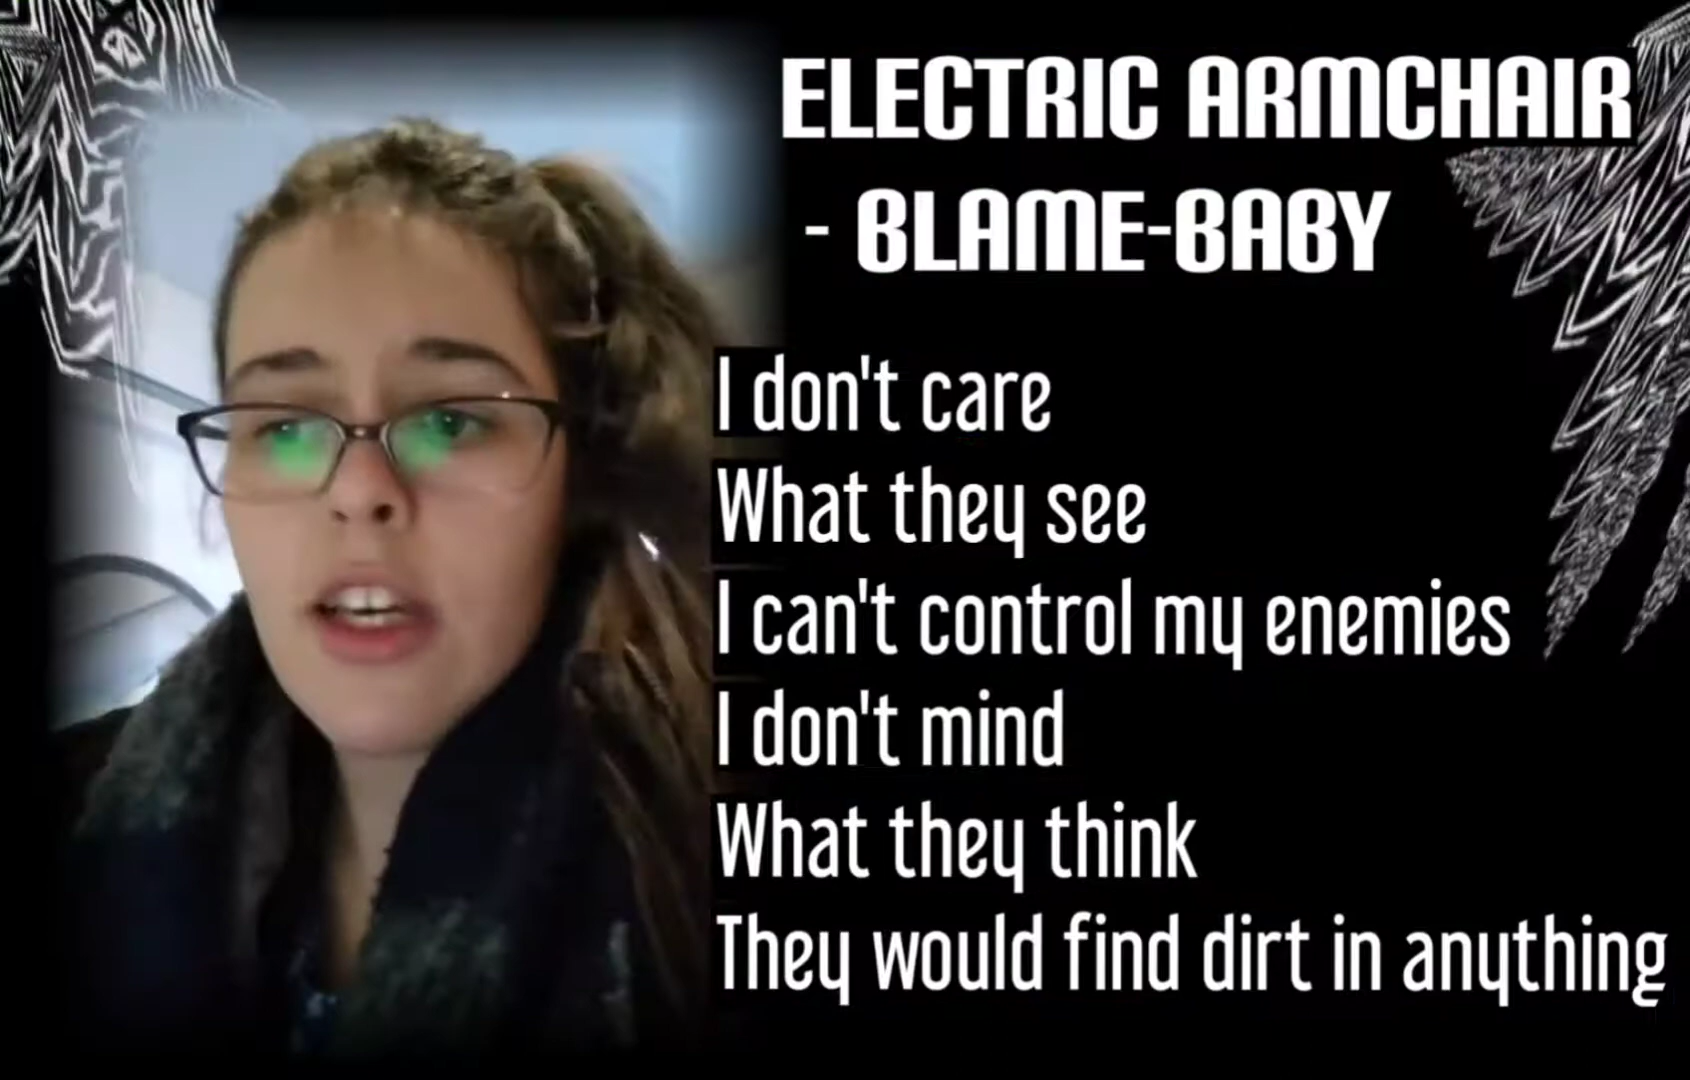 ELECTRIC ARMCHAIR
- BLAME-BABY
I don't care
What they see
I can't control my enemies
I don't mind
What they think
They would find dirt in anything